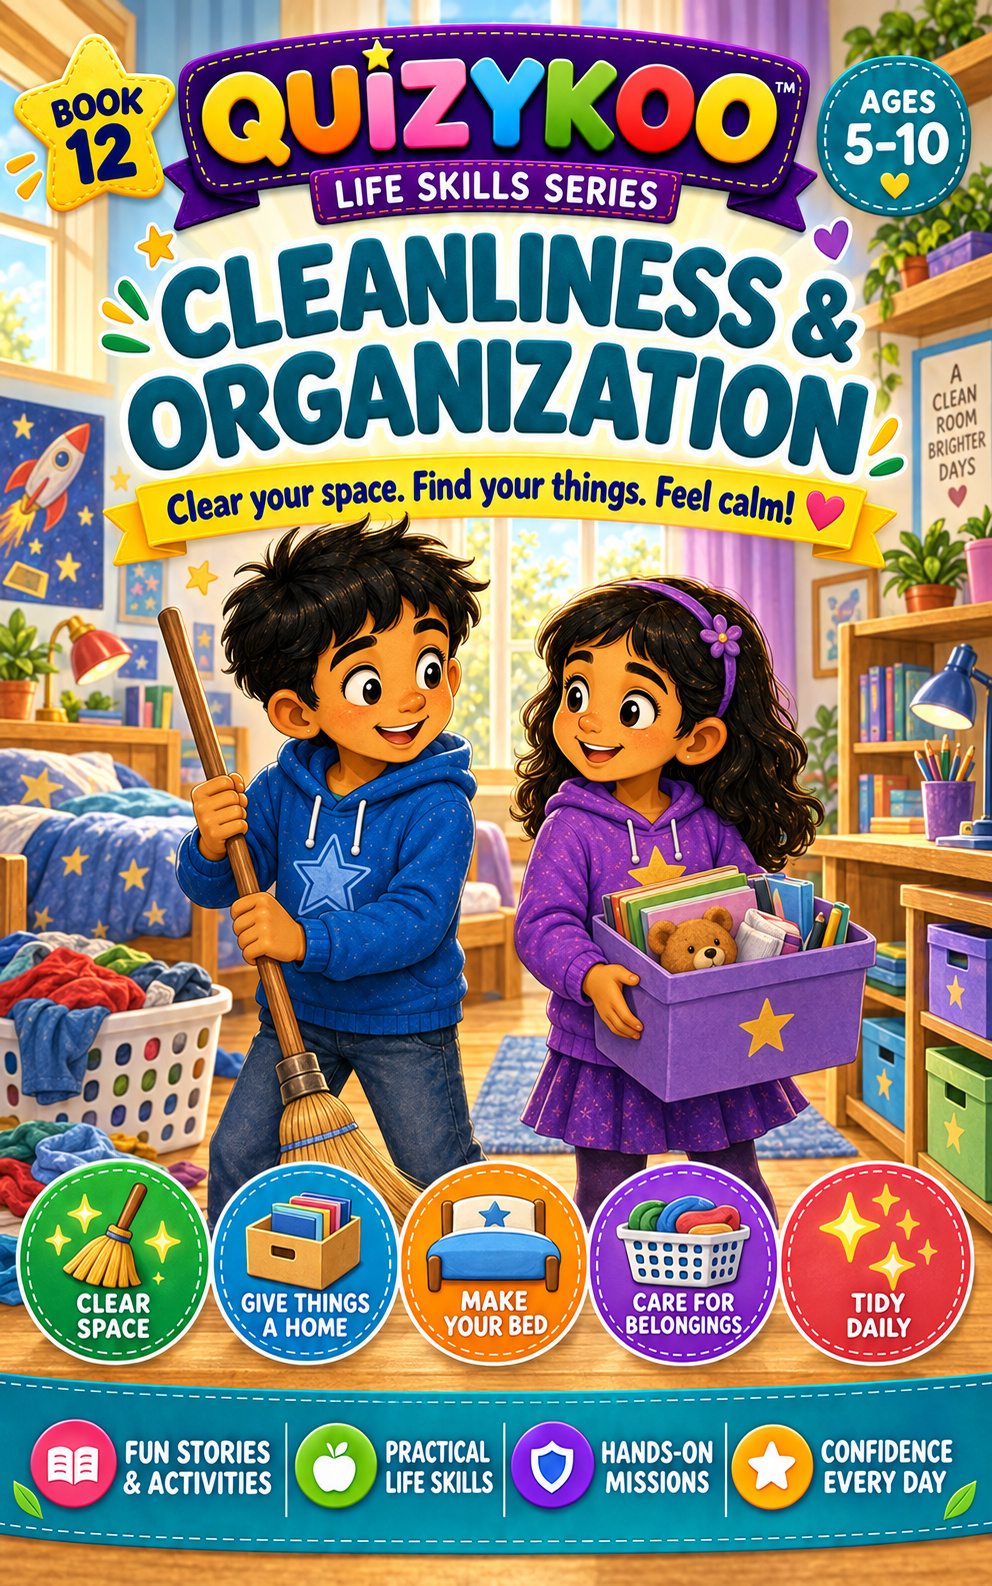 BOOK
12
QUIZYKOO™
LIFE SKILLS SERIES
AGES
5-10
CLEANLINESS &
ORGANIZATION
Clear your space. Find your things. Feel calm!
A
CLEAN
ROOM
BRIGHTER
DAYS
CLEAR
SPACE
GIVE THINGS
A HOME
MAKE
YOUR BED
CARE FOR
BELONGINGS
TIDY
DAILY
FUN STORIES
& ACTIVITIES
PRACTICAL
LIFE SKILLS
HANDS-ON
MISSIONS
CONFIDENCE
EVERY DAY